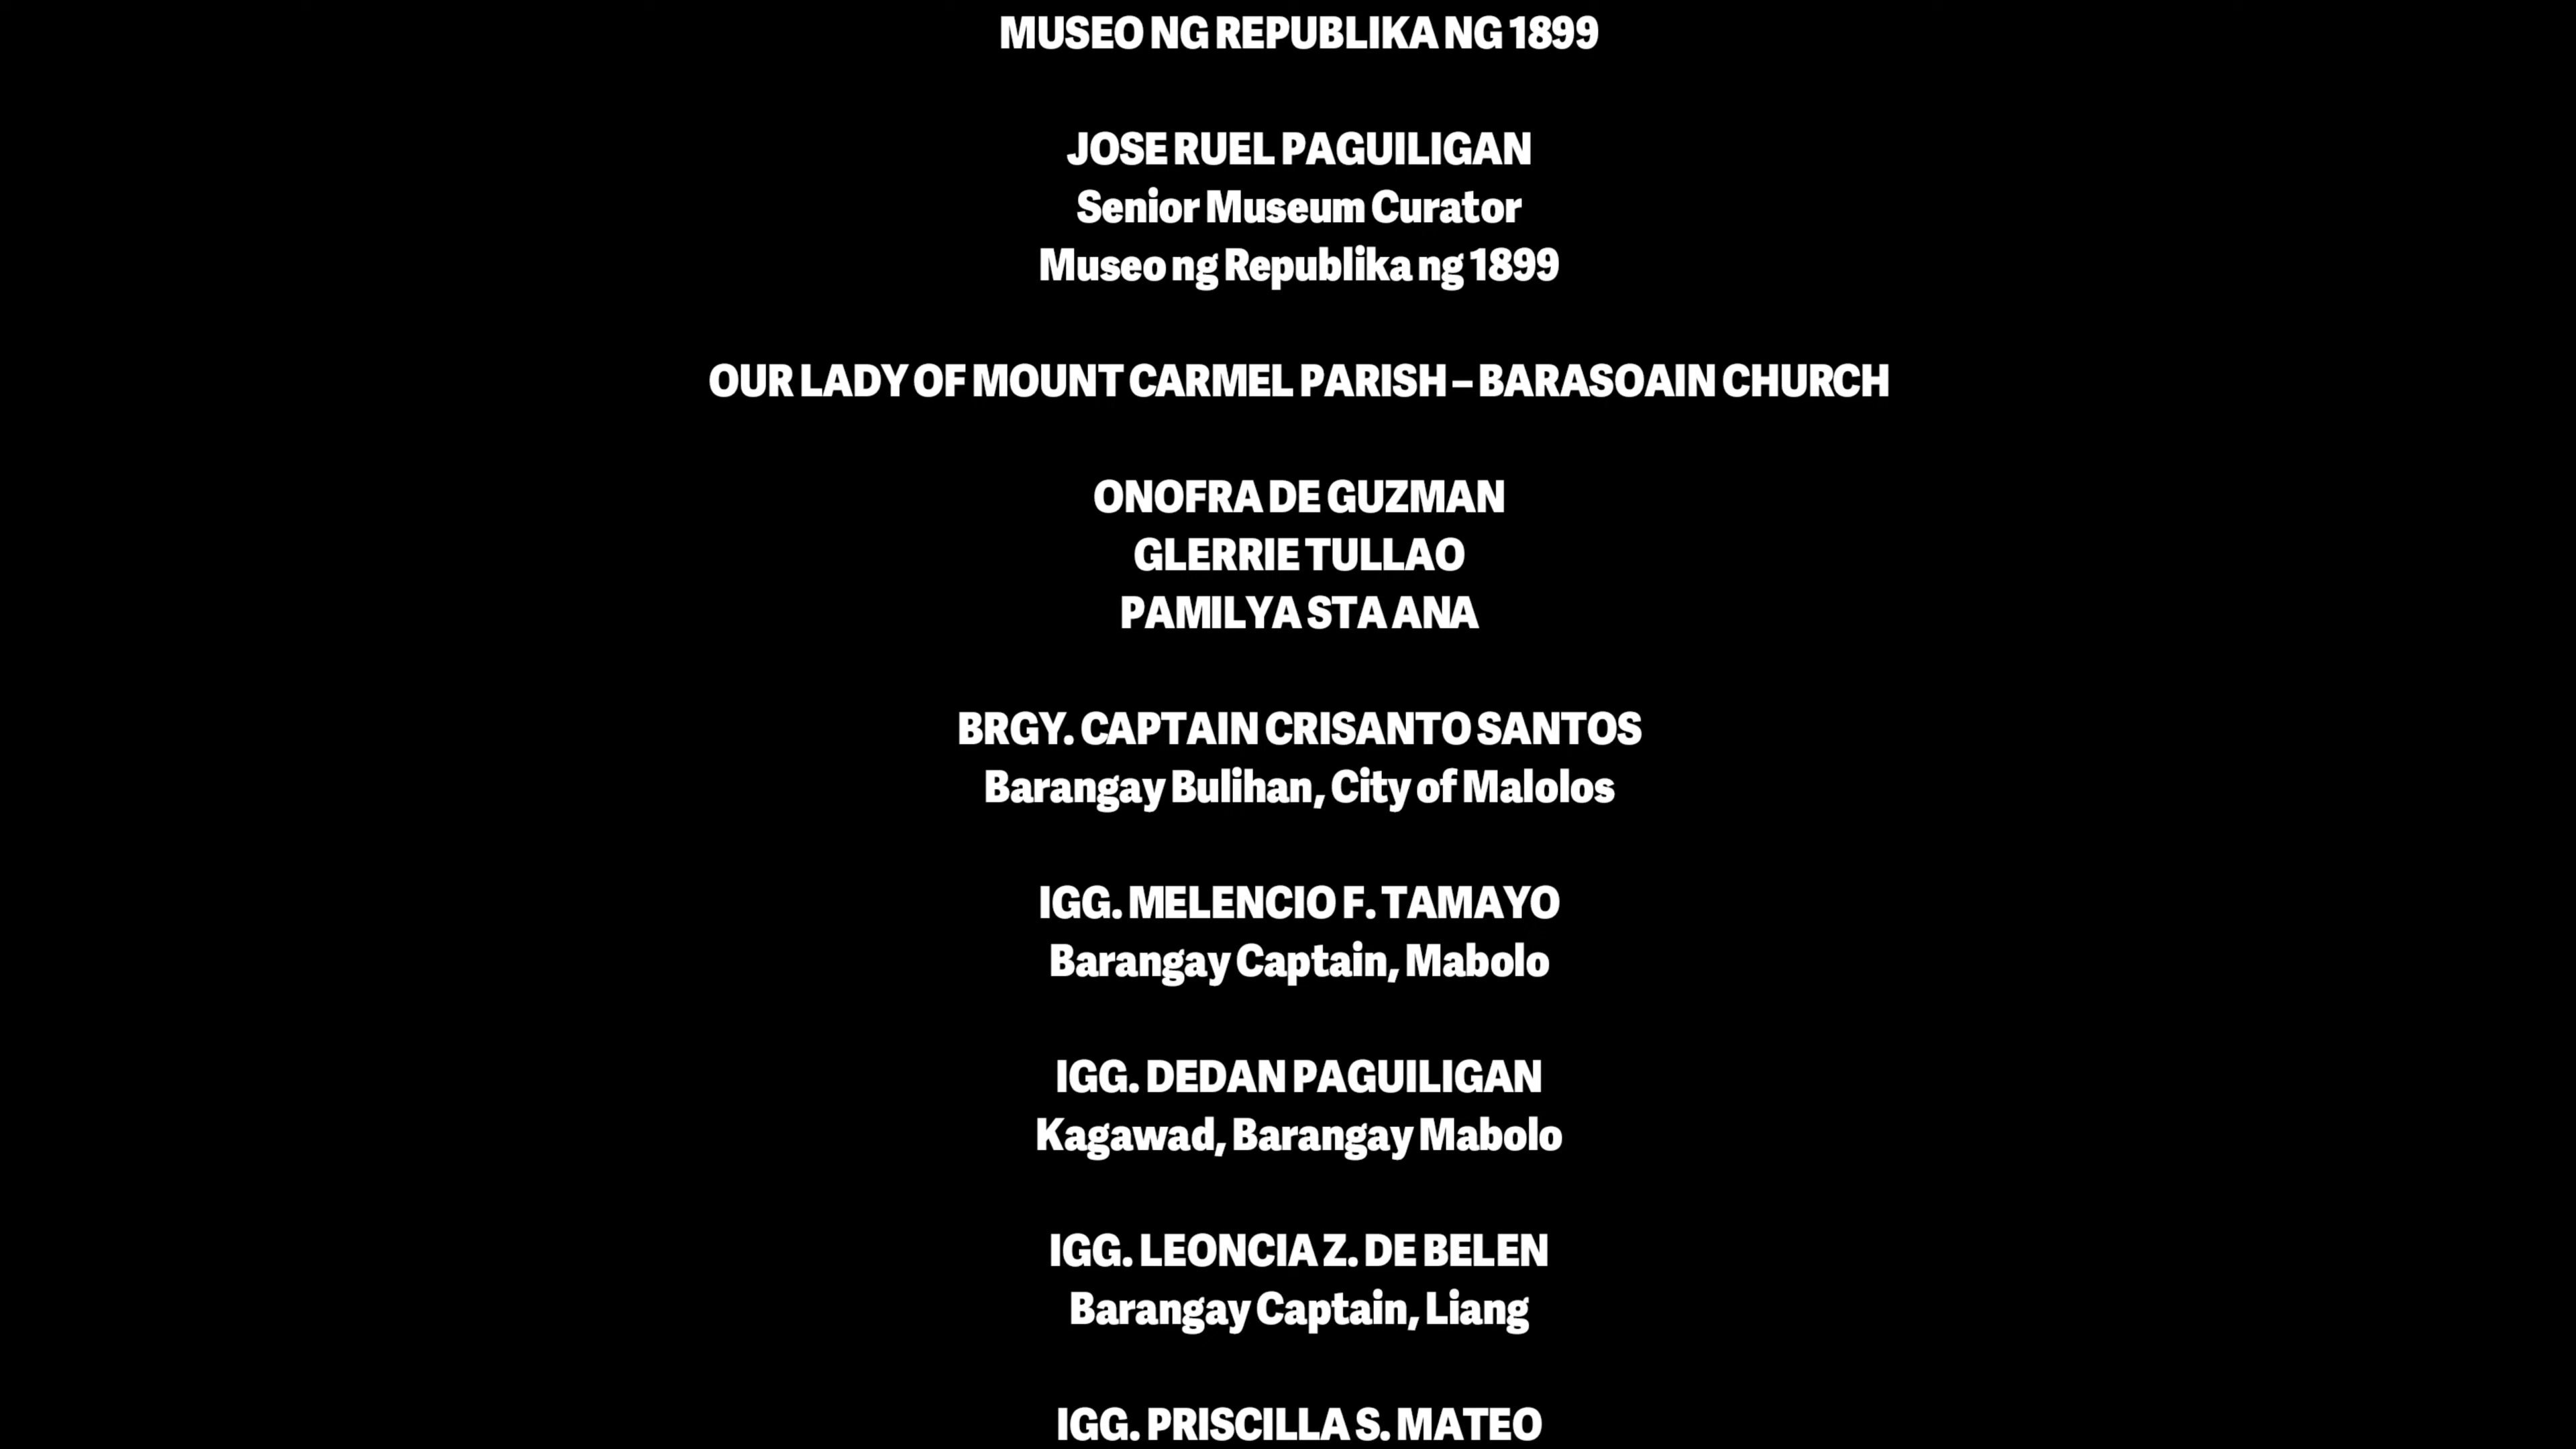 MUSEO NG REPUBLIKA NG 1899
JOSE RUEL PAGUILIGAN
Senior Museum Curator
Museo ng Republika ng 1899
OUR LADY OF MOUNT CARMEL PARISH – BARASOAIN CHURCH
ONOFRA DE GUZMAN
GLERRIE TULLAO
PAMILYA STA ANA
BRGY. CAPTAIN CRISANTO SANTOS
Barangay Bulihan, City of Malolos
IGG. MELENCIO F. TAMAYO
Barangay Captain, Mabolo
IGG. DEDAN PAGUILIGAN
Kagawad, Barangay Mabolo
IGG. LEONCIA Z. DE BELEN
Barangay Captain, Liang
IGG. PRISCILLA S. MATEO